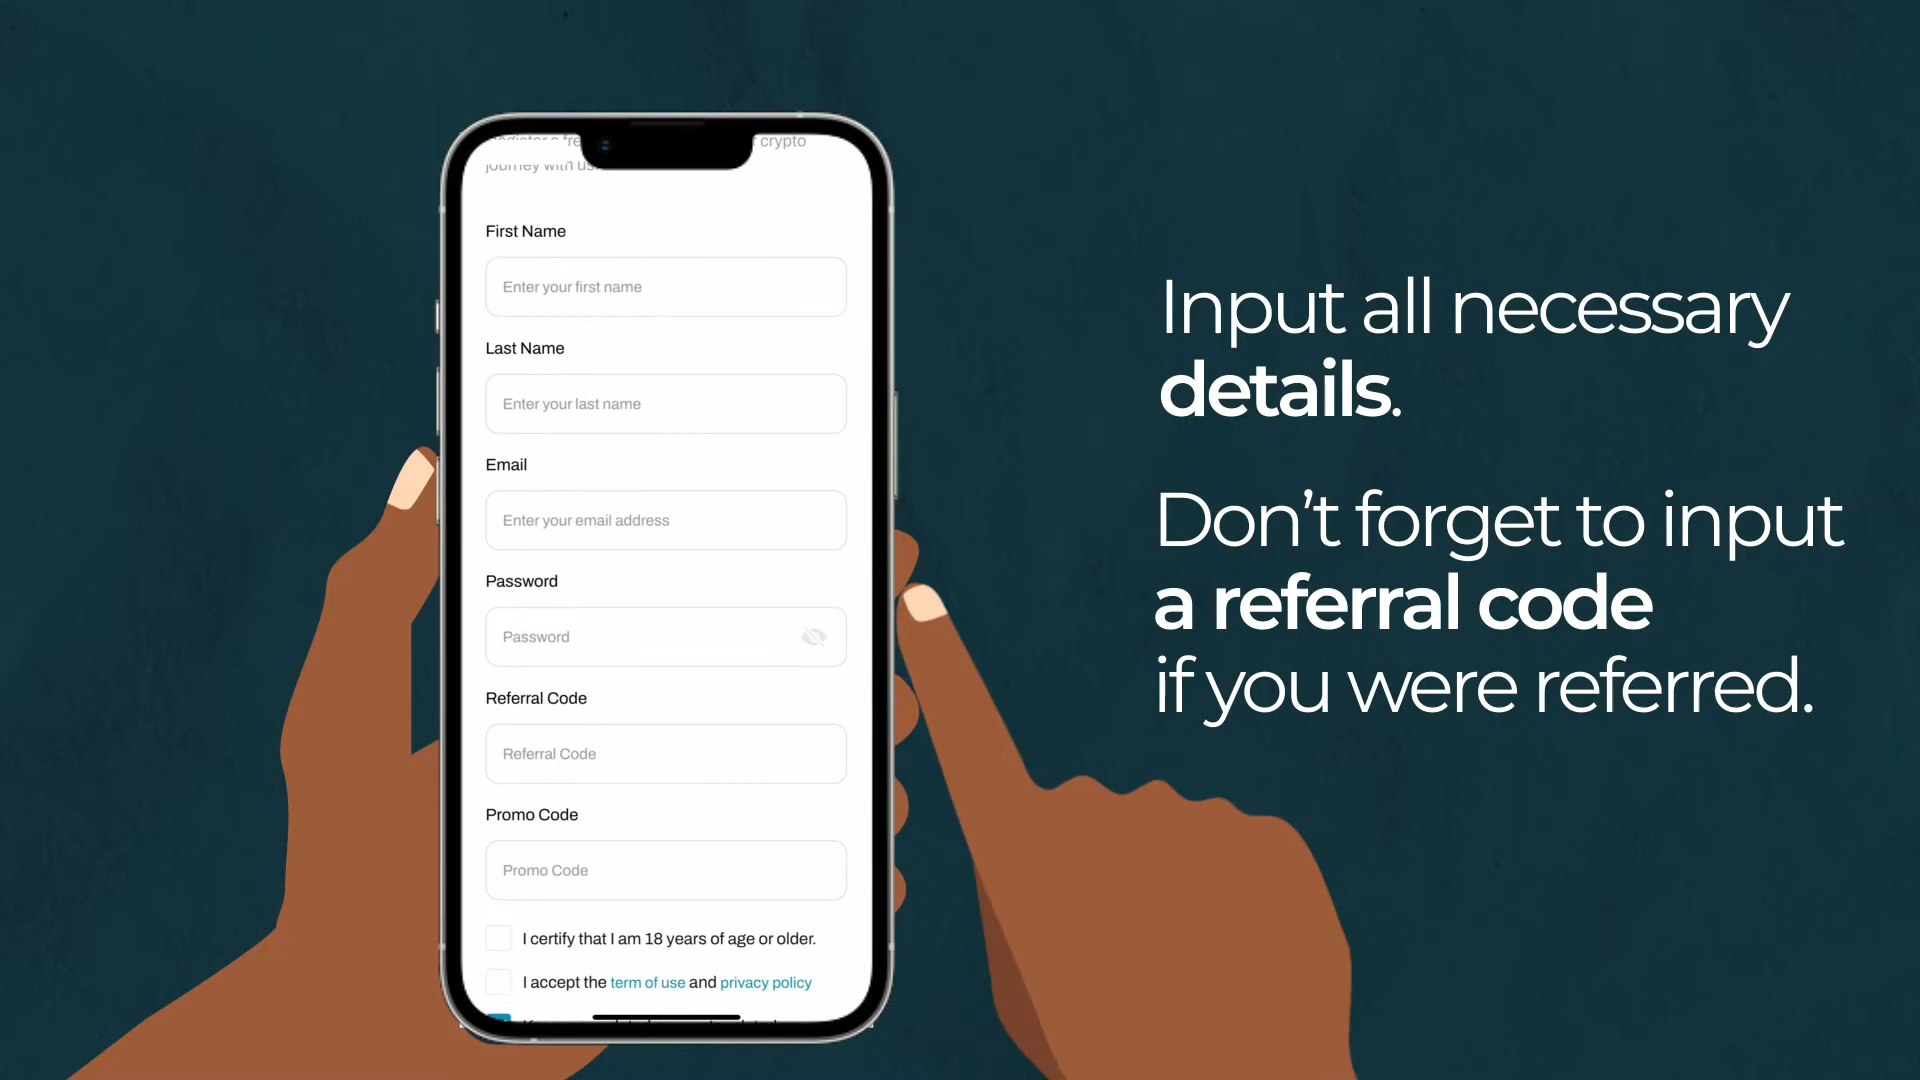 crypto
journey with us
First Name
Enter your first name
Last Name
Enter your last name
Email
Enter your email address
Password
Password
Referral Code
Referral Code
Promo Code
Promo Code
I certify that I am 18 years of age or older.
I accept the term of use and privacy policy
Input all necessary
details.
Don’t forget to input
a referral code
if you were referred.